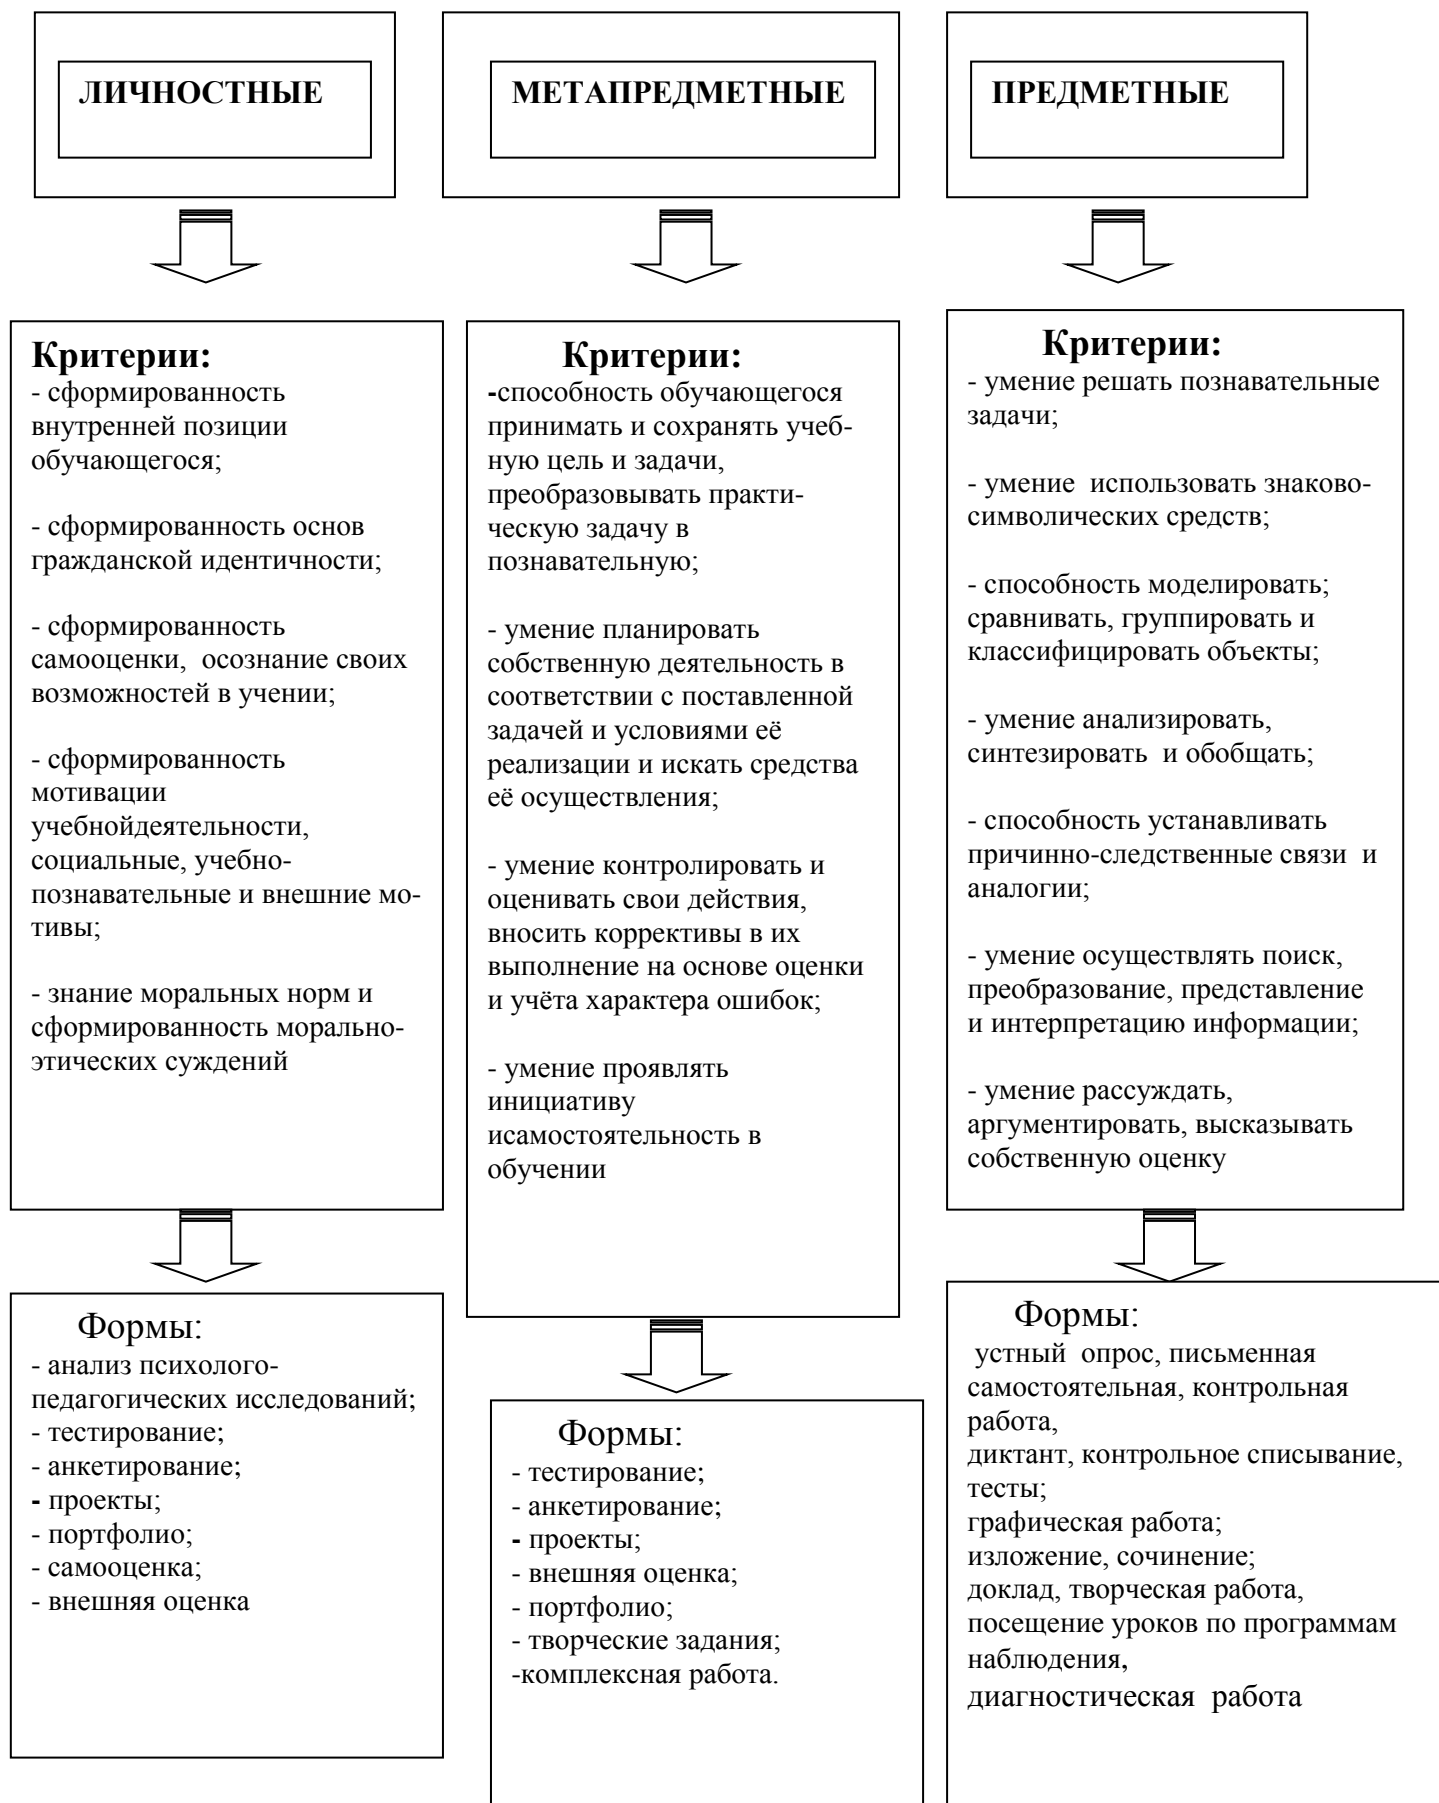 ЛИЧНОСТНЫЕ
МЕТАПРЕДМЕТНЫЕ
ПРЕДМЕТНЫЕ
Критерии:
- сформированность
внутренней позиции
обучающегося;
- сформированность основ
гражданской идентичности;
- сформированность
самооценки,  осознание своих
возможностей в учении;
- сформированность
мотивации
учебнойдеятельности,
социальные, учебно-
познавательные и внешние мо-
тивы;
- знание моральных норм и
сформированность морально-
этических суждений
Критерии:
-способность обучающегося
принимать и сохранять учеб-
ную цель и задачи,
преобразовывать практи-
ческую задачу в
познавательную;
- умение планировать
собственную деятельность в
соответствии с поставленной
задачей и условиями её
реализации и искать средства
её осуществления;
- умение контролировать и
оценивать свои действия,
вносить коррективы в их
выполнение на основе оценки
и учёта характера ошибок;
- умение проявлять
инициативу
исамостоятельность в
обучении
Критерии:
- умение решать познавательные
задачи;
- умение  использовать знаково-
символических средств;
- способность моделировать;
сравнивать, группировать и
классифицировать объекты;
- умение анализировать,
синтезировать  и обобщать;
- способность устанавливать
причинно-следственные связи  и
аналогии;
- умение осуществлять поиск,
преобразование, представление
и интерпретацию информации;
- умение рассуждать,
аргументировать, высказывать
собственную оценку
Формы:
- анализ психолого-
педагогических исследований;
- тестирование;
- анкетирование;
- проекты;
- портфолио;
- самооценка;
- внешняя оценка
Формы:
- тестирование;
- анкетирование;
- проекты;
- внешняя оценка;
- портфолио;
- творческие задания;
-комплексная работа.
Формы:
устный  опрос, письменная
самостоятельная, контрольная
работа,
диктант, контрольное списывание,
тесты;
графическая работа;
изложение, сочинение;
доклад, творческая работа,
посещение уроков по программам
наблюдения,
диагностическая  работа